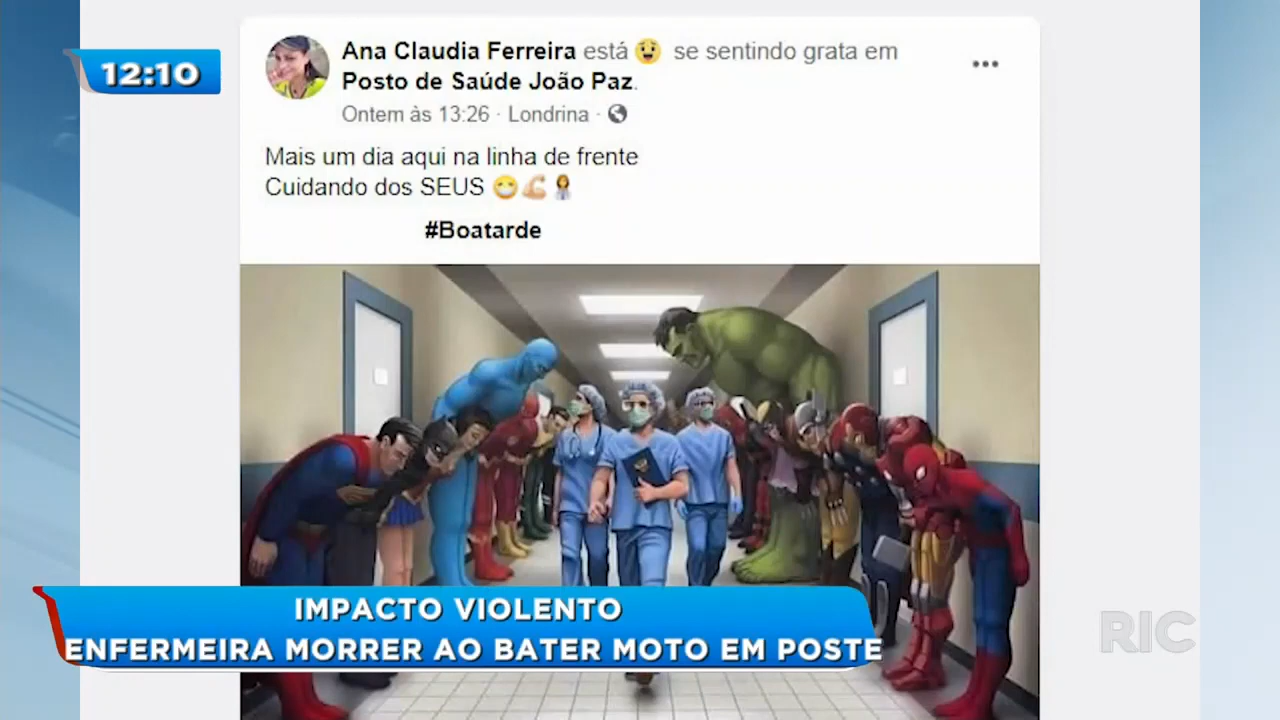 12:10
Ana Claudia Ferreira está se sentindo grata em
Posto de Saúde João Paz.
Ontem às 13:26 · Londrina ·
Mais um dia aqui na linha de frente
Cuidando dos SEUS
#Boatarde
IMPACTO VIOLENTO
ENFERMEIRA MORRER AO BATER MOTO EM POSTE
RIC